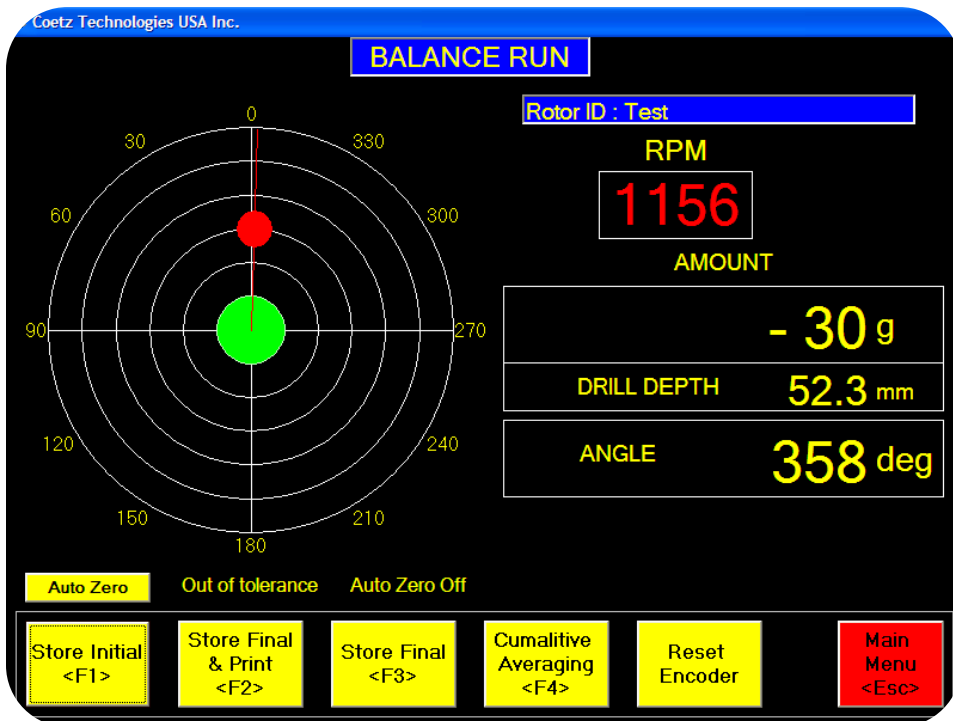 Coetz Technologies USA Inc.
BALANCE RUN
Rotor ID : Test
RPM
1156
AMOUNT
- 30 g
DRILL DEPTH 52.3 mm
ANGLE 358 deg
0
30 330
60 300
90 270
120 240
150 210
180
Auto Zero Out of tolerance Auto Zero Off
Store Initial
<F1>
Store Final
& Print
<F2>
Store Final
<F3>
Cumalitive
Averaging
<F4>
Reset
Encoder
Main
Menu
<Esc>